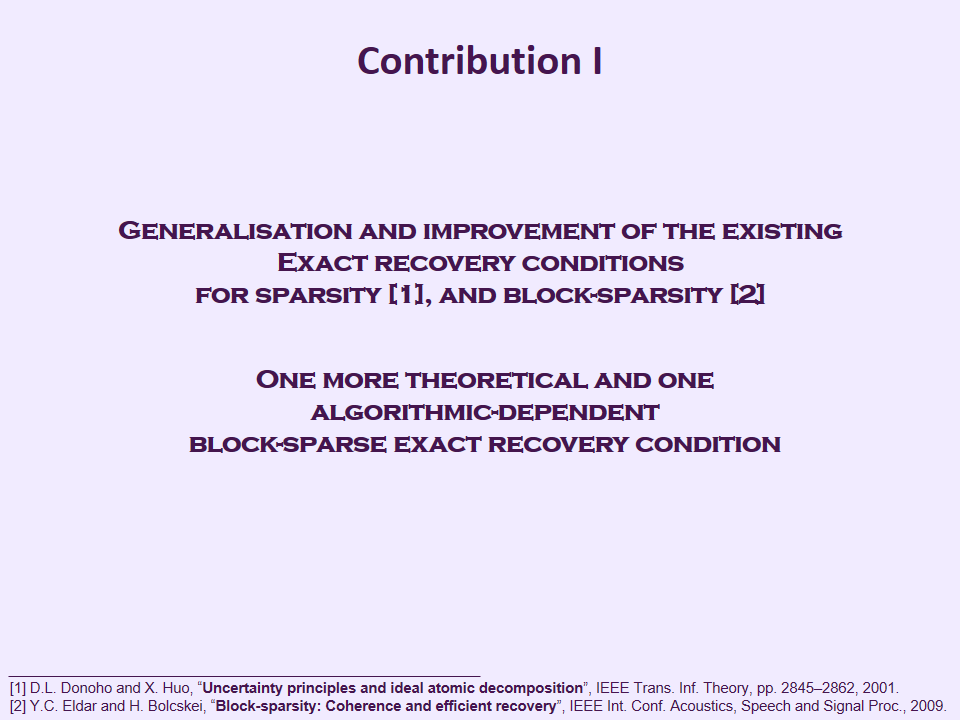 Contribution I
Generalisation and improvement of the existing
Exact recovery conditions
for sparsity [1], and block-sparsity [2]
One more theoretical and one
algorithmic-dependent
block-sparse exact recovery condition
[1] D.L. Donoho and X. Huo, “Uncertainty principles and ideal atomic decomposition”, IEEE Trans. Inf. Theory, pp. 2845–2862, 2001.
[2] Y.C. Eldar and H. Bolcskei, “Block-sparsity: Coherence and efficient recovery”, IEEE Int. Conf. Acoustics, Speech and Signal Proc., 2009.